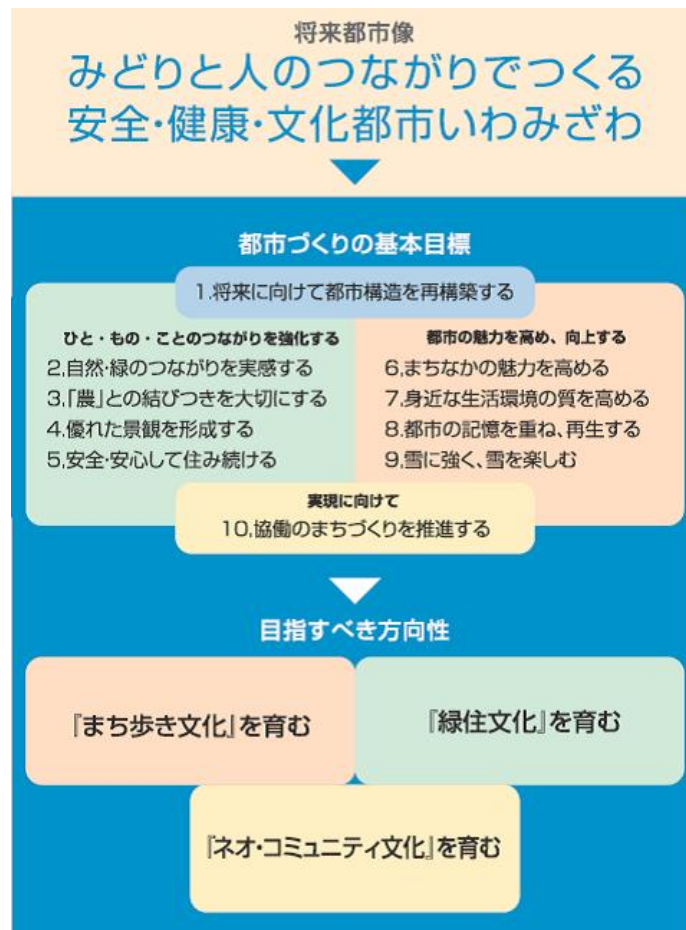 将来都市像
みどりと人のつながりでつくる
安全・健康・文化都市いわみざわ
都市づくりの基本目標
1.将来に向けて都市構造を再構築する
ひと・もの・ことのつながりを強化する
2.自然・緑のつながりを実感する
3.「農」との結びつきを大切にする
4.優れた景観を形成する
5.安全・安心して住み続ける
都市の魅力を高め、向上する
6.まちなかの魅力を高める
7.身近な生活環境の質を高める
8.都市の記憶を重ね、再生する
9.雪に強く、雪を楽しむ
実現に向けて
10.協働のまちづくりを推進する
目指すべき方向性
『まち歩き文化』を育む
『緑住文化』を育む
『ネオ・コミュニティ文化』を育む